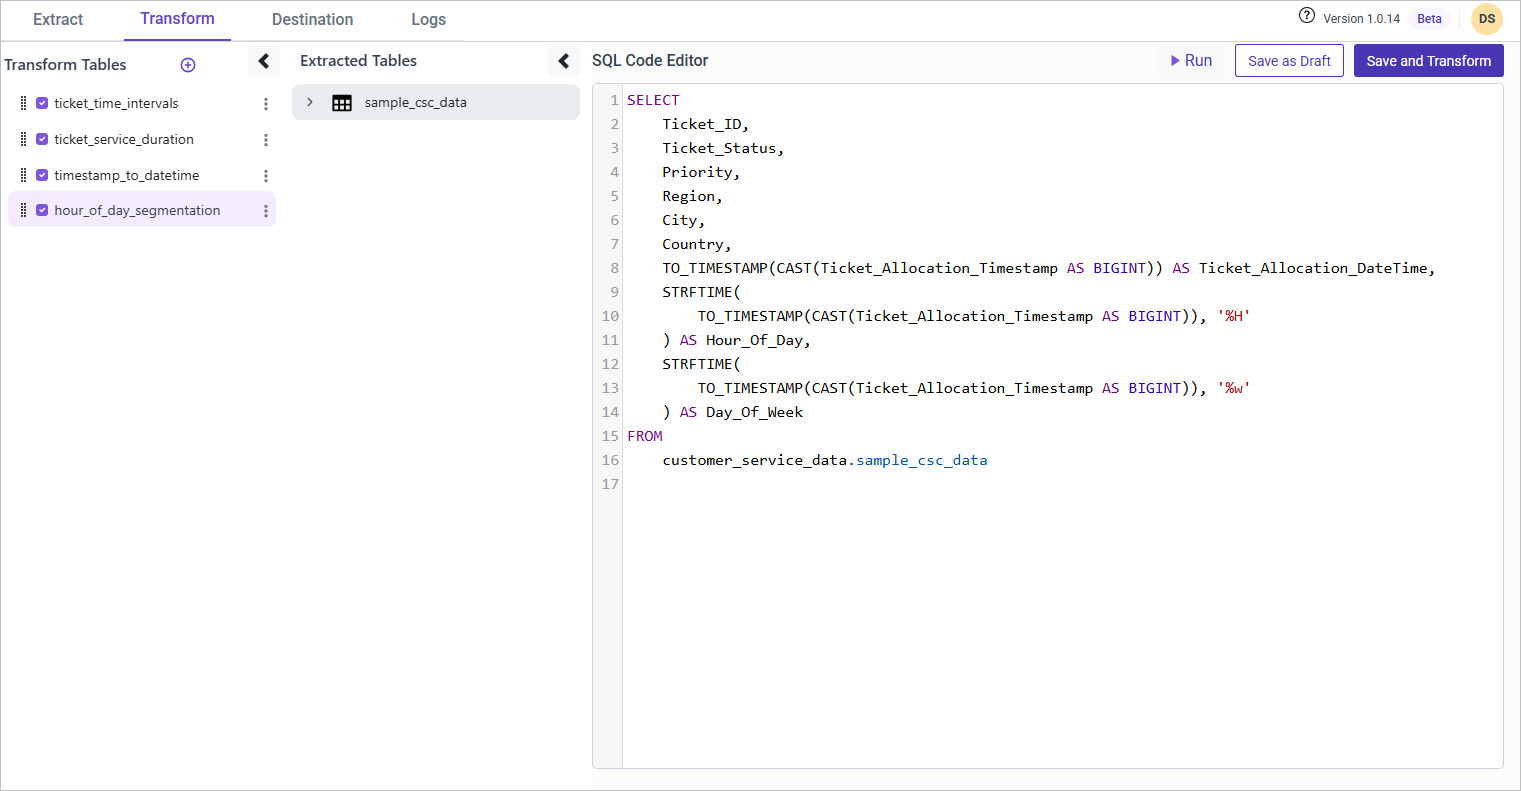 Extract Transform Destination Logs Version 1.0.14 Beta DS
Transform Tables
ticket_time_intervals
ticket_service_duration
timestamp_to_datetime
hour_of_day_segmentation
Extracted Tables
sample_csc_data
SQL Code Editor Run Save as Draft Save and Transform
1 SELECT
2 Ticket_ID,
3 Ticket_Status,
4 Priority,
5 Region,
6 City,
7 Country,
8 TO_TIMESTAMP(CAST(Ticket_Allocation_Timestamp AS BIGINT)) AS Ticket_Allocation_DateTime,
9 STRFTIME(
10 TO_TIMESTAMP(CAST(Ticket_Allocation_Timestamp AS BIGINT)), '%H'
11 ) AS Hour_Of_Day,
12 STRFTIME(
13 TO_TIMESTAMP(CAST(Ticket_Allocation_Timestamp AS BIGINT)), '%w'
14 ) AS Day_Of_Week
15 FROM
16 customer_service_data.sample_csc_data
17